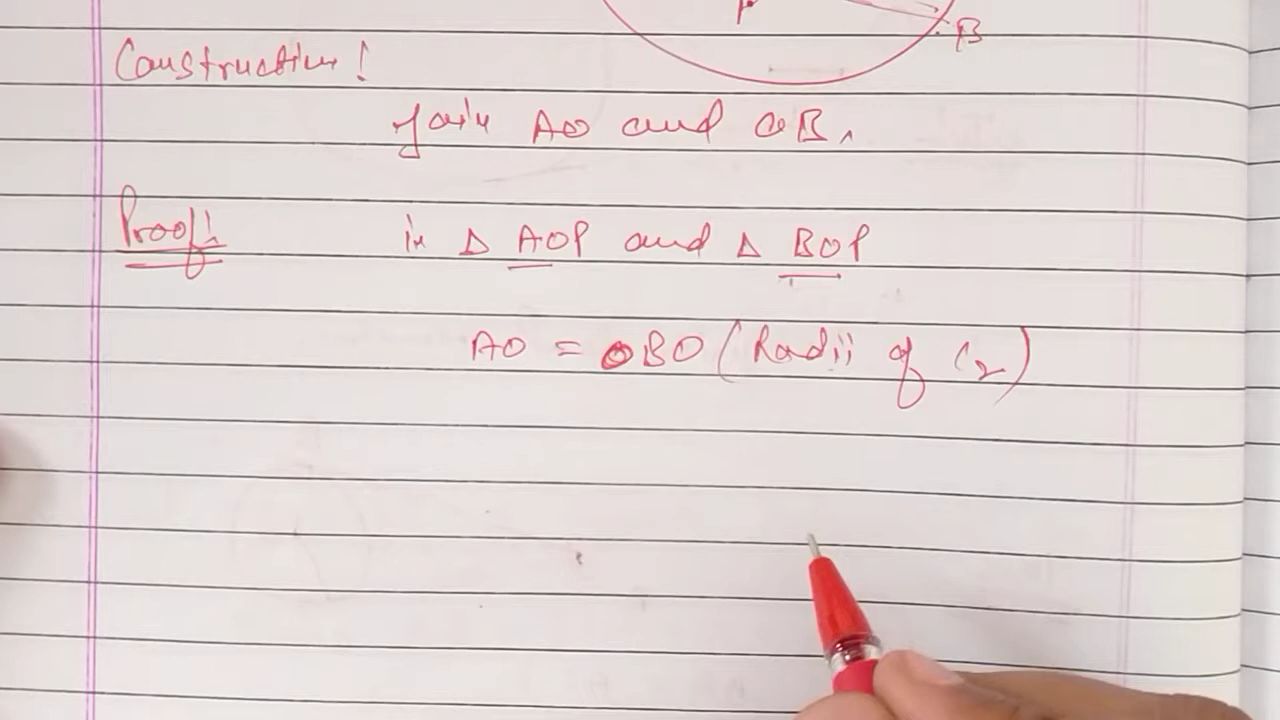 P
B
Construction!
Join AO and OB.
Proof: in Δ AOP and Δ BOP
AO = BO (Radii of C2)